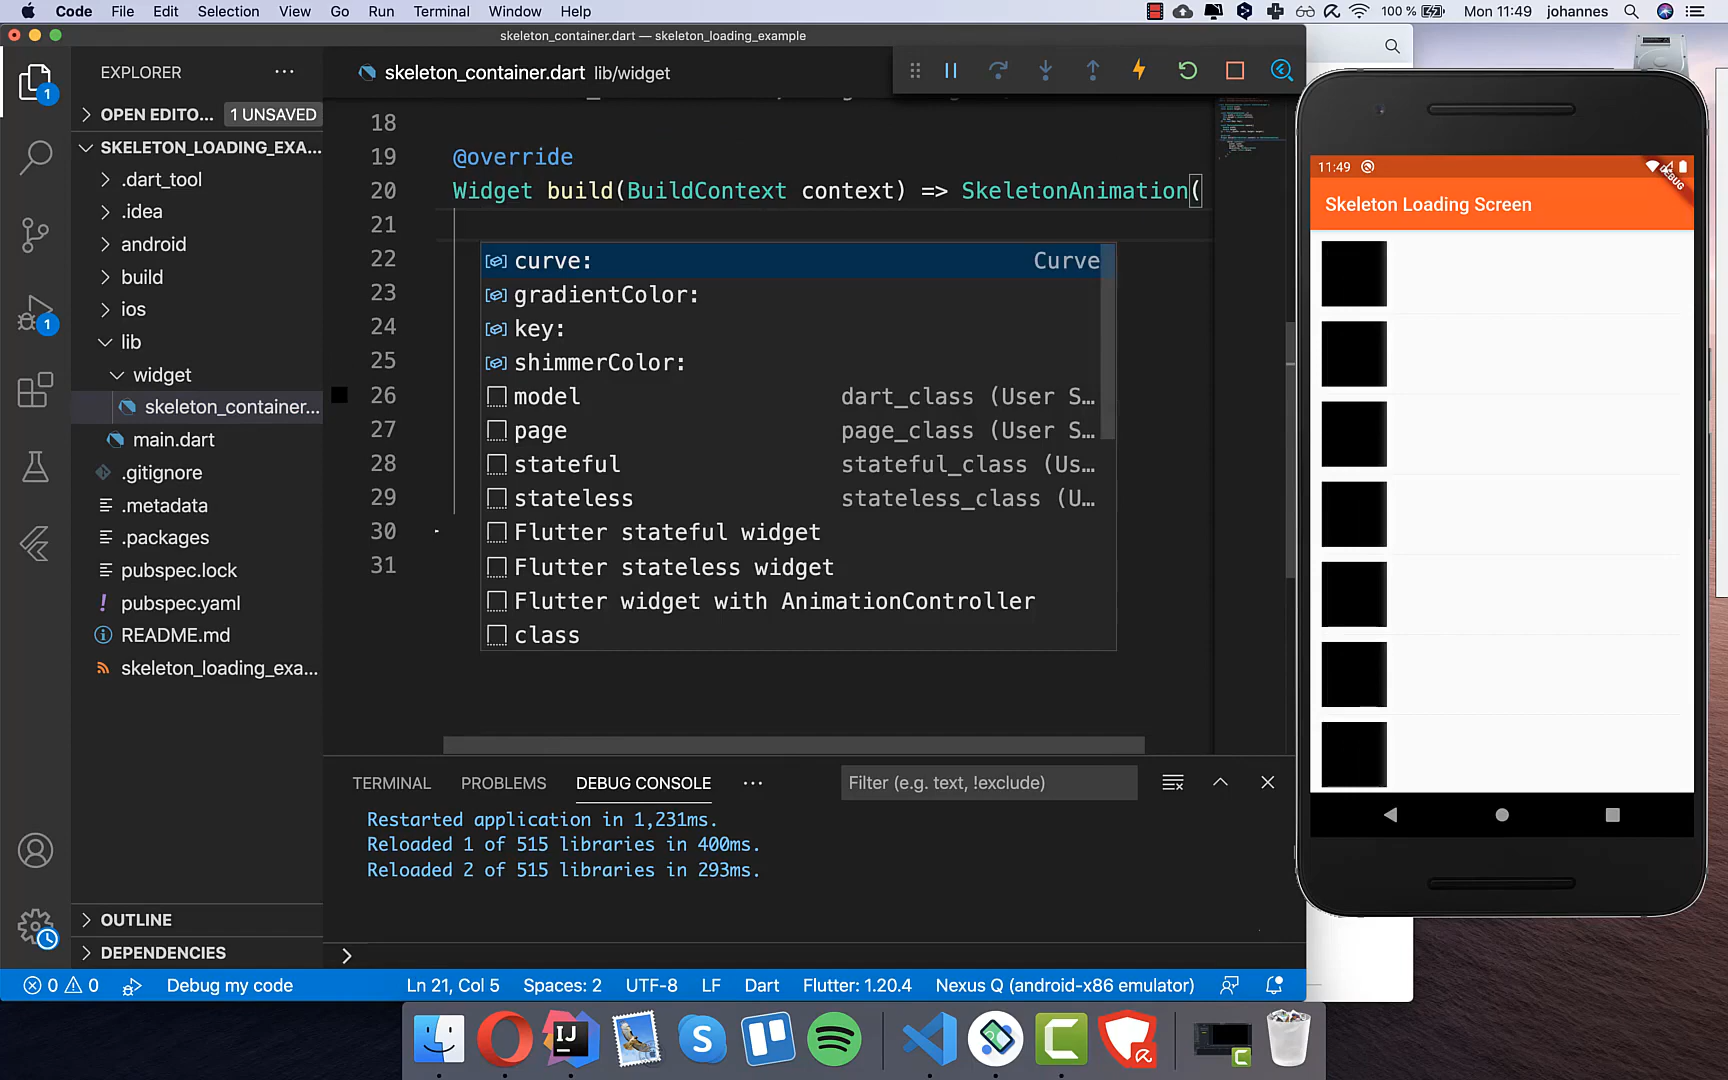 Code File Edit Selection View Go Run Terminal Window Help
100 % Mon 11:49 johannes
skeleton_container.dart — skeleton_loading_example
EXPLORER
1
skeleton_container.dart lib/widget
OPEN EDITO... 1 UNSAVED
SKELETON_LOADING_EXA...
.dart_tool
.idea
android
build
ios
lib
widget
skeleton_container...
main.dart
.gitignore
.metadata
.packages
pubspec.lock
pubspec.yaml
README.md
skeleton_loading_exa...
OUTLINE
DEPENDENCIES
1
18
19 @override
20 Widget build(BuildContext context) => SkeletonAnimation(
21
22
23
24
25
26
27
28
29
30
31
curve: Curve
gradientColor:
key:
shimmerColor:
model dart_class (User S...
page page_class (User S...
stateful stateful_class (Us...
stateless stateless_class (U...
Flutter stateful widget
Flutter stateless widget
Flutter widget with AnimationController
class
TERMINAL PROBLEMS DEBUG CONSOLE ... Filter (e.g. text, !exclude)
Restarted application in 1,231ms.
Reloaded 1 of 515 libraries in 400ms.
Reloaded 2 of 515 libraries in 293ms.
0 0 Debug my code Ln 21, Col 5 Spaces: 2 UTF-8 LF Dart Flutter: 1.20.4 Nexus Q (android-x86 emulator)
11:49
DEBUG
Skeleton Loading Screen
IJ